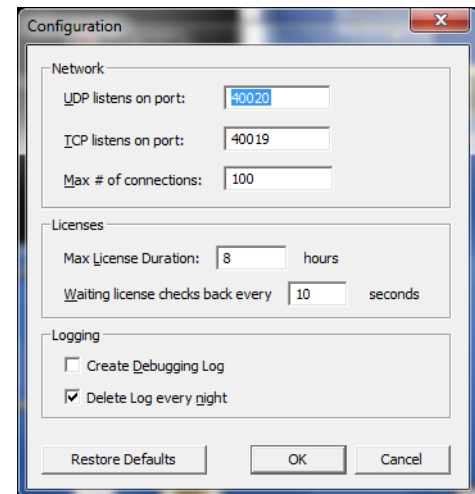 Configuration
Network
UDP listens on port: 40020
TCP listens on port: 40019
Max # of connections: 100
Licenses
Max License Duration: 8 hours
Waiting license checks back every 10 seconds
Logging
Create Debugging Log
Delete Log every night
Restore Defaults OK Cancel